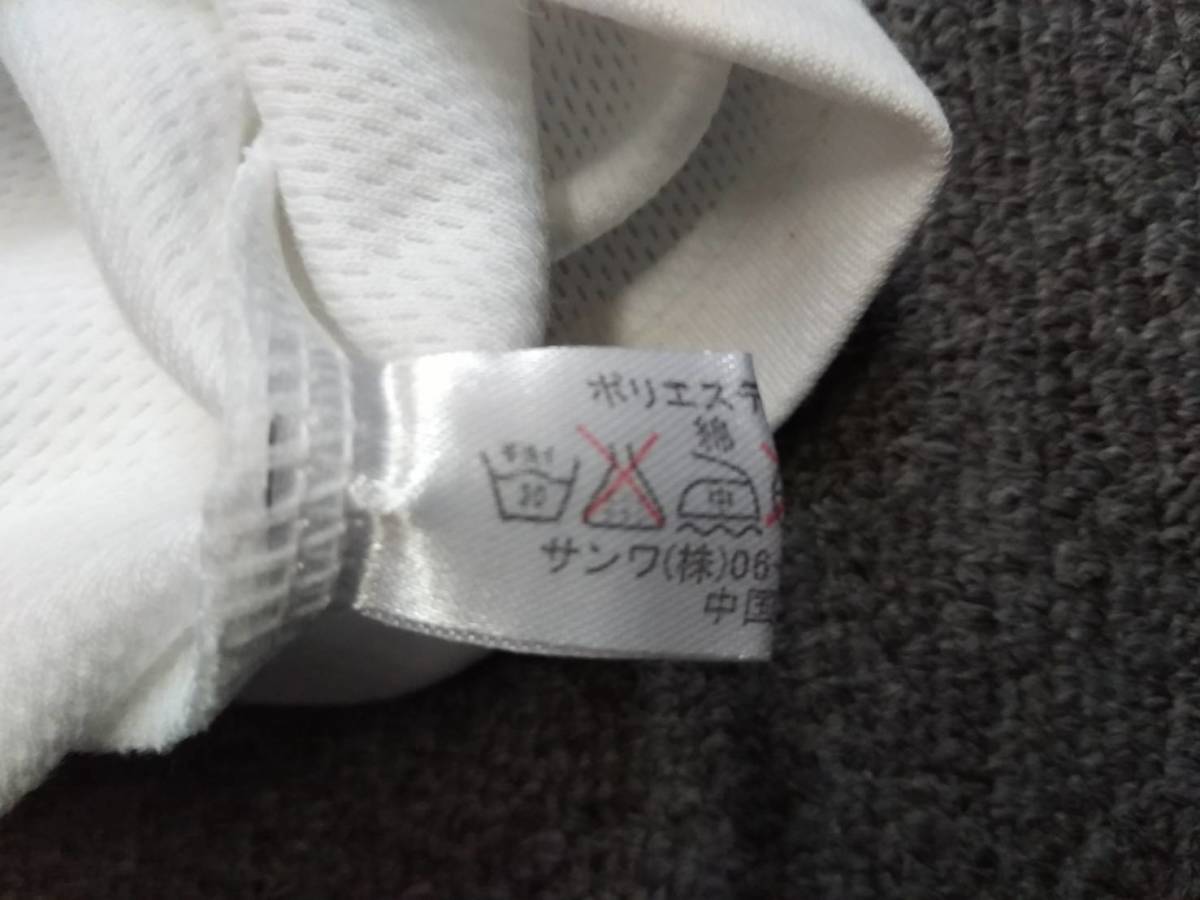 ポリエステ
綿
手洗イ
30
中
サンワ(株)06-
中国